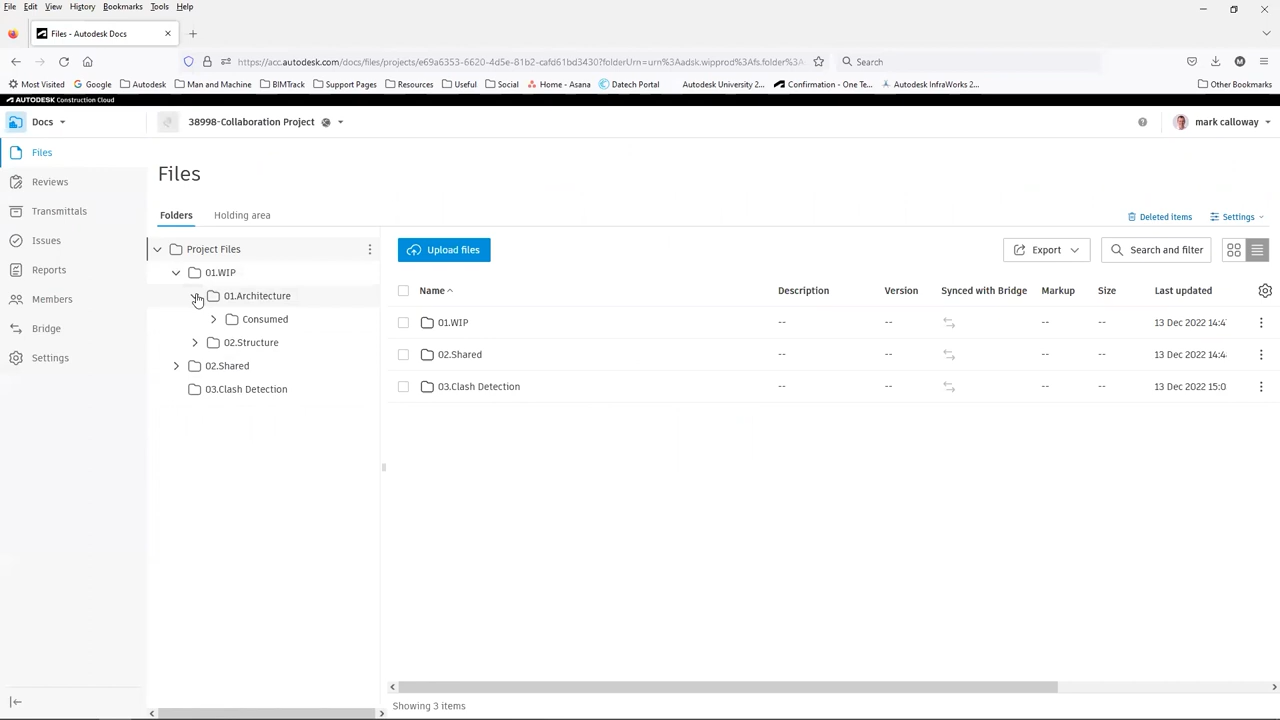 File Edit View History Bookmarks Tools Help
Files - Autodesk Docs
https://acc.autodesk.com/docs/files/projects/e69a6353-6620-4d5e-81b2-cafd61bd3430?folderUrn=urn%3Aadsk.wipprod%3Afs.folder%3A
Search
Most Visited Google Autodesk Man and Machine BIMTrack Support Pages Resources Useful Social Home - Asana Datech Portal Autodesk University 2... Confirmation - One Te... Autodesk InfraWorks 2... Other Bookmarks
AUTODESK Construction Cloud
Docs 38998-Collaboration Project mark calloway
Files
Reviews
Transmittals
Issues
Reports
Members
Bridge
Settings
Files
Folders Holding area Deleted items Settings
Project Files
01.WIP
01.Architecture
Consumed
02.Structure
02.Shared
03.Clash Detection
Upload files Export Search and filter
Name Description Version Synced with Bridge Markup Size Last updated
01.WIP -- -- -- -- 13 Dec 2022 14:4
02.Shared -- -- -- -- 13 Dec 2022 14:4
03.Clash Detection -- -- -- -- 13 Dec 2022 15:0
Showing 3 items